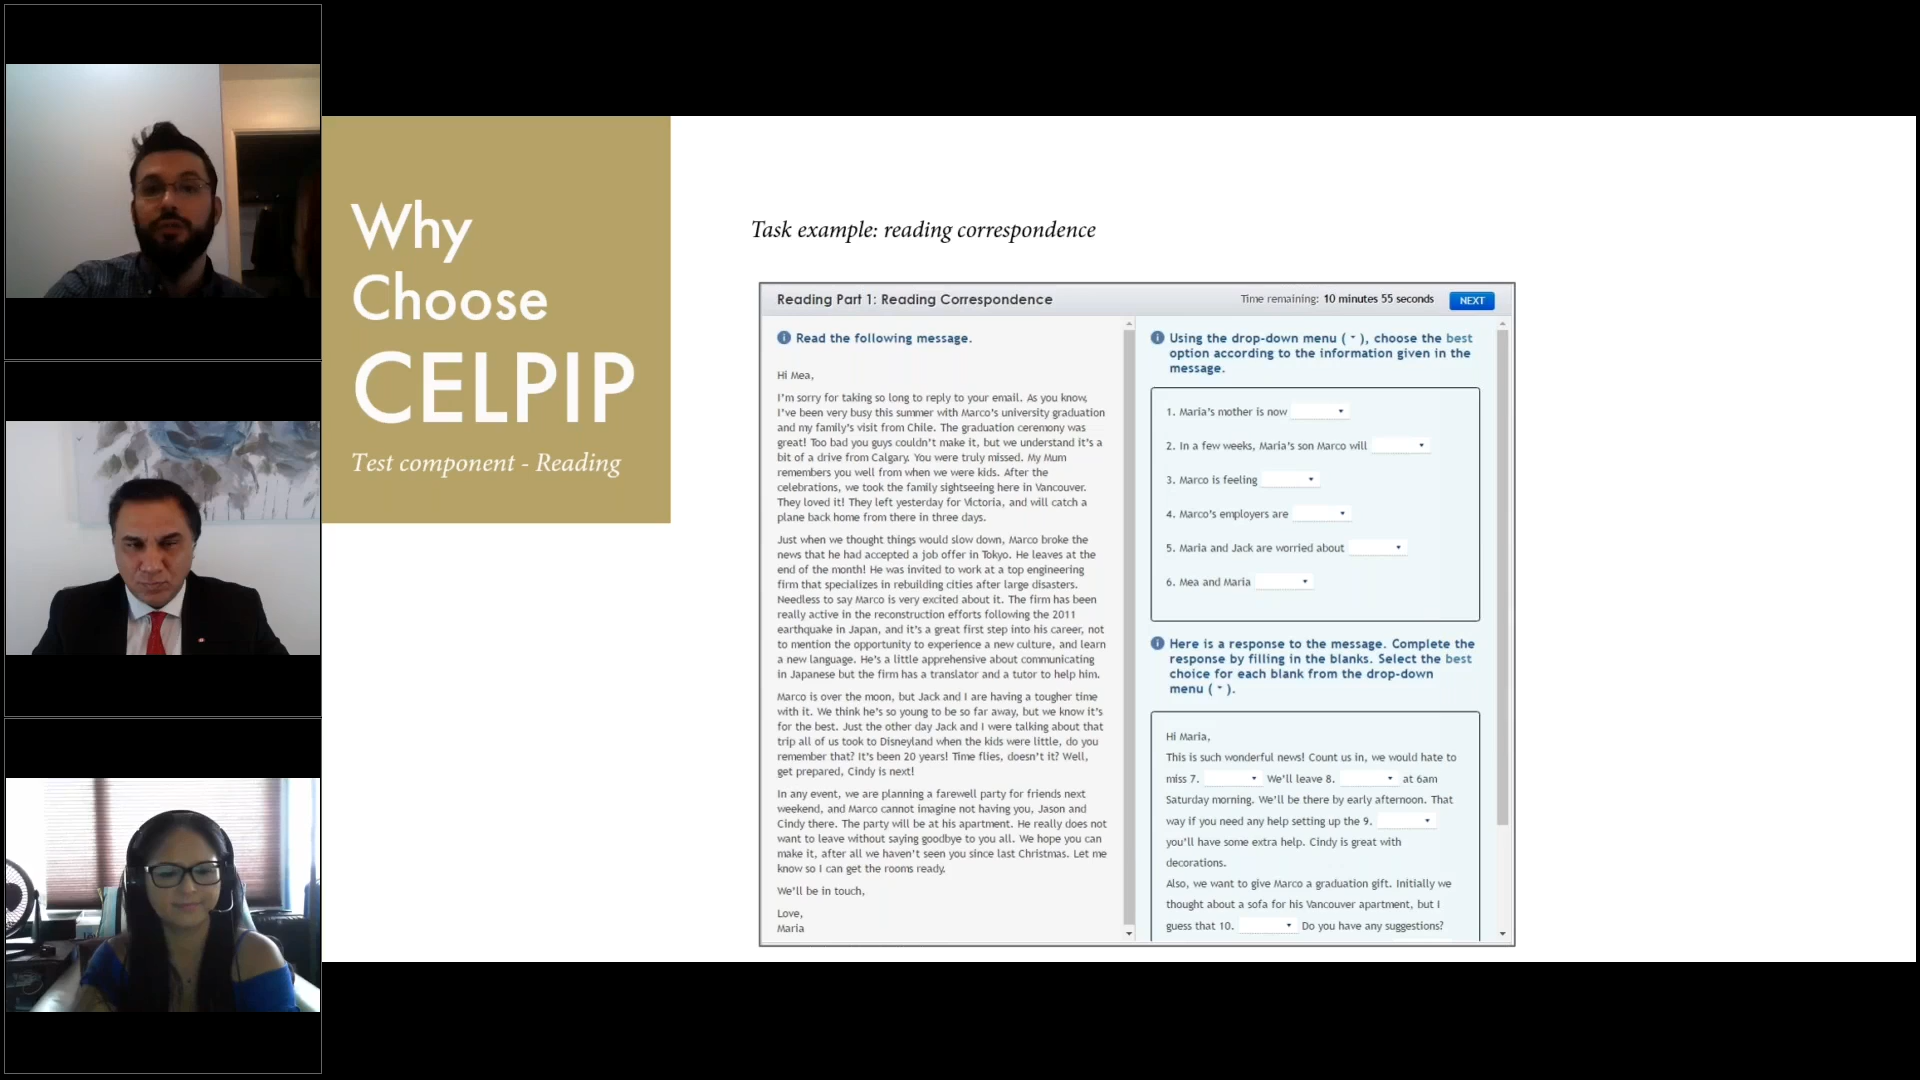 Why
Choose
CELPIP
Test component - Reading
Task example: reading correspondence
Reading Part 1: Reading Correspondence
Time remaining: 10 minutes 55 seconds
NEXT
Read the following message.
Hi Mea,
I'm sorry for taking so long to reply to your email. As you know,
I've been very busy this summer with Marco's university graduation
and my family's visit from Chile. The graduation ceremony was
great! Too bad you guys couldn't make it, but we understand it's a
bit of a drive from Calgary. You were truly missed. My Mum
remembers you well from when we were kids. After the
celebrations, we took the family sightseeing here in Vancouver.
They loved it! They left yesterday for Victoria, and will catch a
plane back home from there in three days.
Just when we thought things would slow down, Marco broke the
news that he had accepted a job offer in Tokyo. He leaves at the
end of the month! He was invited to work at a top engineering
firm that specializes in rebuilding cities after large disasters.
Needless to say Marco is very excited about it. The firm has been
really active in the reconstruction efforts following the 2011
earthquake in Japan, and it's a great first step into his career, not
to mention the opportunity to experience a new culture, and learn
a new language. He's a little apprehensive about communicating
in Japanese but the firm has a translator and a tutor to help him.
Marco is over the moon, but Jack and I are having a tougher time
with it. We think he's so young to be so far away, but we know it's
for the best. Just the other day Jack and I were talking about that
trip all of us took to Disneyland when the kids were little, do you
remember that? It's been 20 years! Time flies, doesn't it? Well,
get prepared, Cindy is next!
In any event, we are planning a farewell party for friends next
weekend, and Marco cannot imagine not having you, Jason and
Cindy there. The party will be at his apartment. He really does not
want to leave without saying goodbye to you all. We hope you can
make it, after all we haven't seen you since last Christmas. Let me
know so I can get the rooms ready.
We'll be in touch,
Love,
Maria
Using the drop-down menu ( ), choose the best
option according to the information given in the
message.
1. Maria's mother is now
2. In a few weeks, Maria's son Marco will
3. Marco is feeling
4. Marco's employers are
5. Maria and Jack are worried about
6. Mea and Maria
Here is a response to the message. Complete the
response by filling in the blanks. Select the best
choice for each blank from the drop-down
menu ( ).
Hi Maria,
This is such wonderful news! Count us in, we would hate to
miss 7. We'll leave 8. at 6am
Saturday morning. We'll be there by early afternoon. That
way if you need any help setting up the 9.
you'll have some extra help. Cindy is great with
decorations.
Also, we want to give Marco a graduation gift. Initially we
thought about a sofa for his Vancouver apartment, but I
guess that 10. Do you have any suggestions?